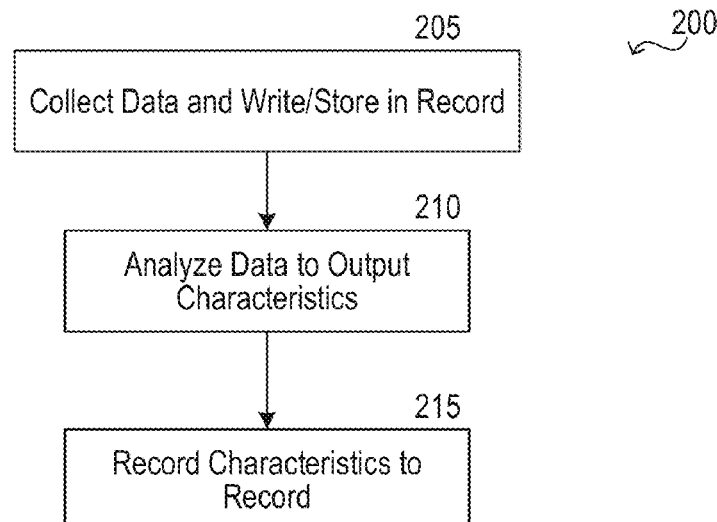 205
200
Collect Data and Write/Store in Record
210
Analyze Data to Output
Characteristics
215
Record Characteristics to
Record